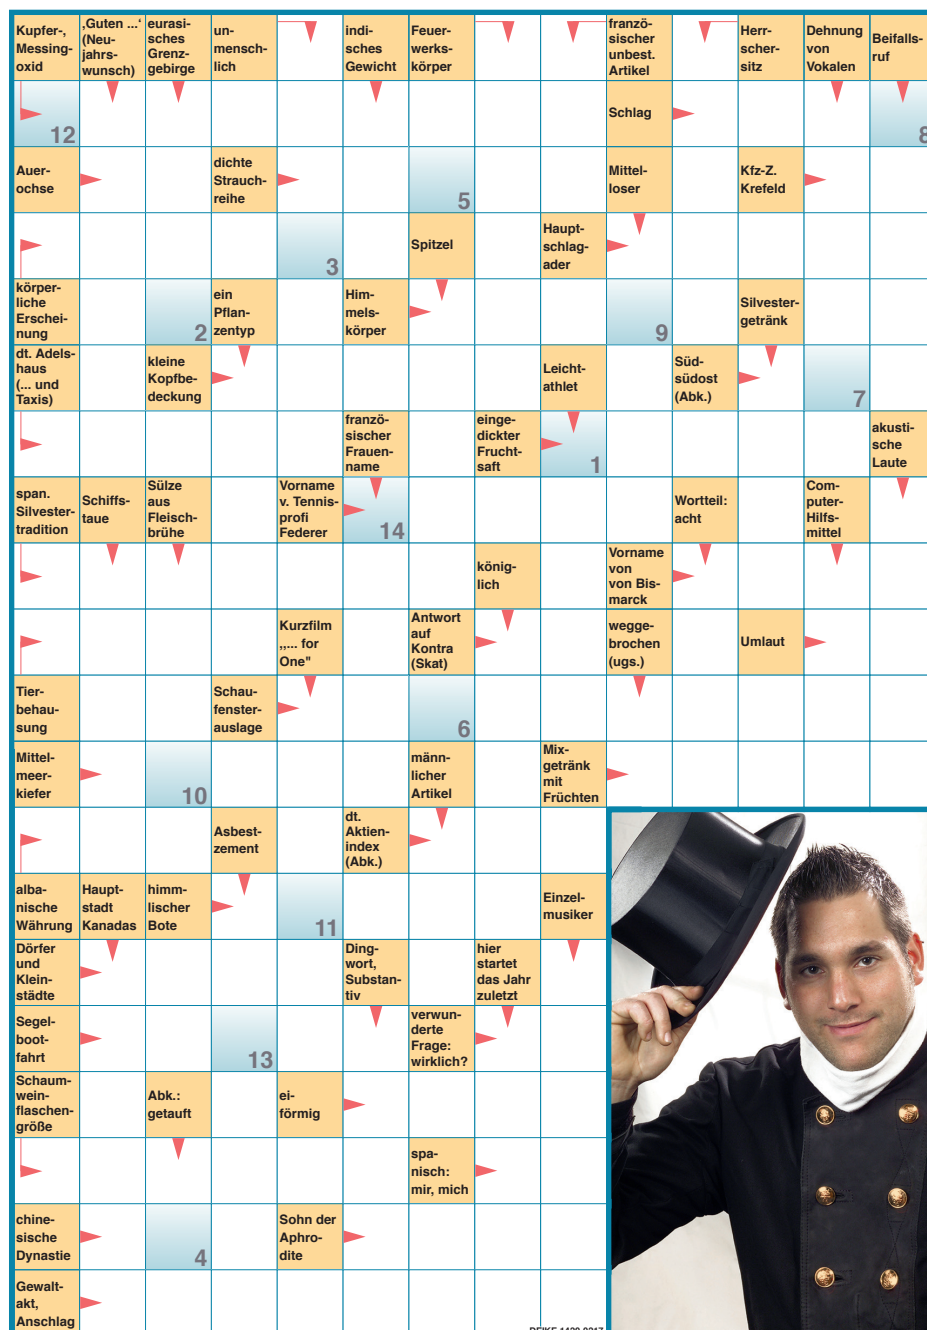 Kupfer-,
Messing-
oxid
‚Guten ...‘
(Neu-
jahrs-
wunsch)
eurasi-
sches
Grenz-
gebirge
un-
mensch-
lich
indi-
sches
Gewicht
Feuer-
werks-
körper
franzö-
sischer
unbest.
Artikel
Herr-
scher-
sitz
Dehnung
von
Vokalen
Beifalls-
ruf
12
Schlag
8
Auer-
ochse
dichte
Strauch-
reihe
5
Mittel-
loser
Kfz-Z.
Krefeld
3
Spitzel
Haupt-
schlag-
ader
körper-
liche
Erschei-
nung
2
ein
Pflan-
zentyp
Him-
mels-
körper
9
Silvester-
getränk
dt. Adels-
haus
(... und
Taxis)
kleine
Kopfbe-
deckung
Leicht-
athlet
Süd-
südost
(Abk.)
7
franzö-
sischer
Frauen-
name
einge-
dickter
Frucht-
saft
1
akusti-
sche
Laute
span.
Silvester-
tradition
Schiffs-
taue
Sülze
aus
Fleisch-
brühe
Vorname
v. Tennis-
profi
Federer
14
Wortteil:
acht
Com-
puter-
Hilfs-
mittel
könig-
lich
Vorname
von
von Bis-
marck
Kurzfilm
„... for
One"
Antwort
auf
Kontra
(Skat)
wegge-
brochen
(ugs.)
Umlaut
Tier-
behau-
sung
Schau-
fenster-
auslage
6
Mittel-
meer-
kiefer
10
männ-
licher
Artikel
Mix-
getränk
mit
Früchten
Asbest-
zement
dt.
Aktien-
index
(Abk.)
alba-
nische
Währung
Haupt-
stadt
Kanadas
himm-
lischer
Bote
11
Einzel-
musiker
Dörfer
und
Klein-
städte
Ding-
wort,
Substan-
tiv
hier
startet
das Jahr
zuletzt
Segel-
boot-
fahrt
13
verwun-
derte
Frage:
wirklich?
Schaum-
wein-
flaschen-
größe
Abk.:
getauft
ei-
förmig
spa-
nisch:
mir, mich
chine-
sische
Dynastie
4
Sohn der
Aphro-
dite
Gewalt-
akt,
Anschlag